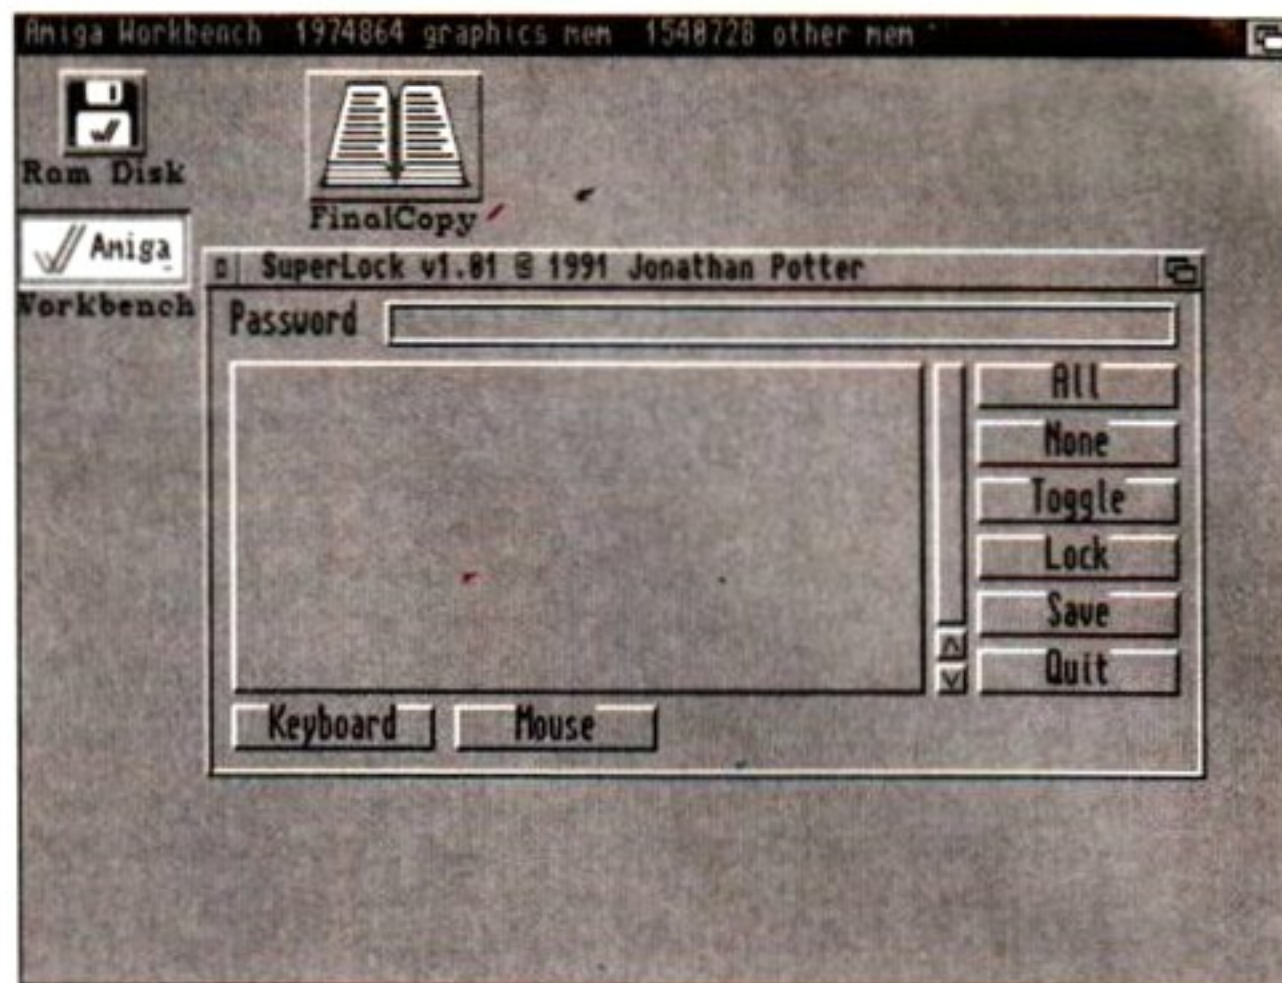 Amiga Workbench 1974864 graphics mem 1540728 other mem
Ram Disk
FinalCopy
Amiga
Workbench
SuperLock v1.01 © 1991 Jonathan Potter
Password
All
None
Toggle
Lock
Save
Quit
Keyboard
Mouse